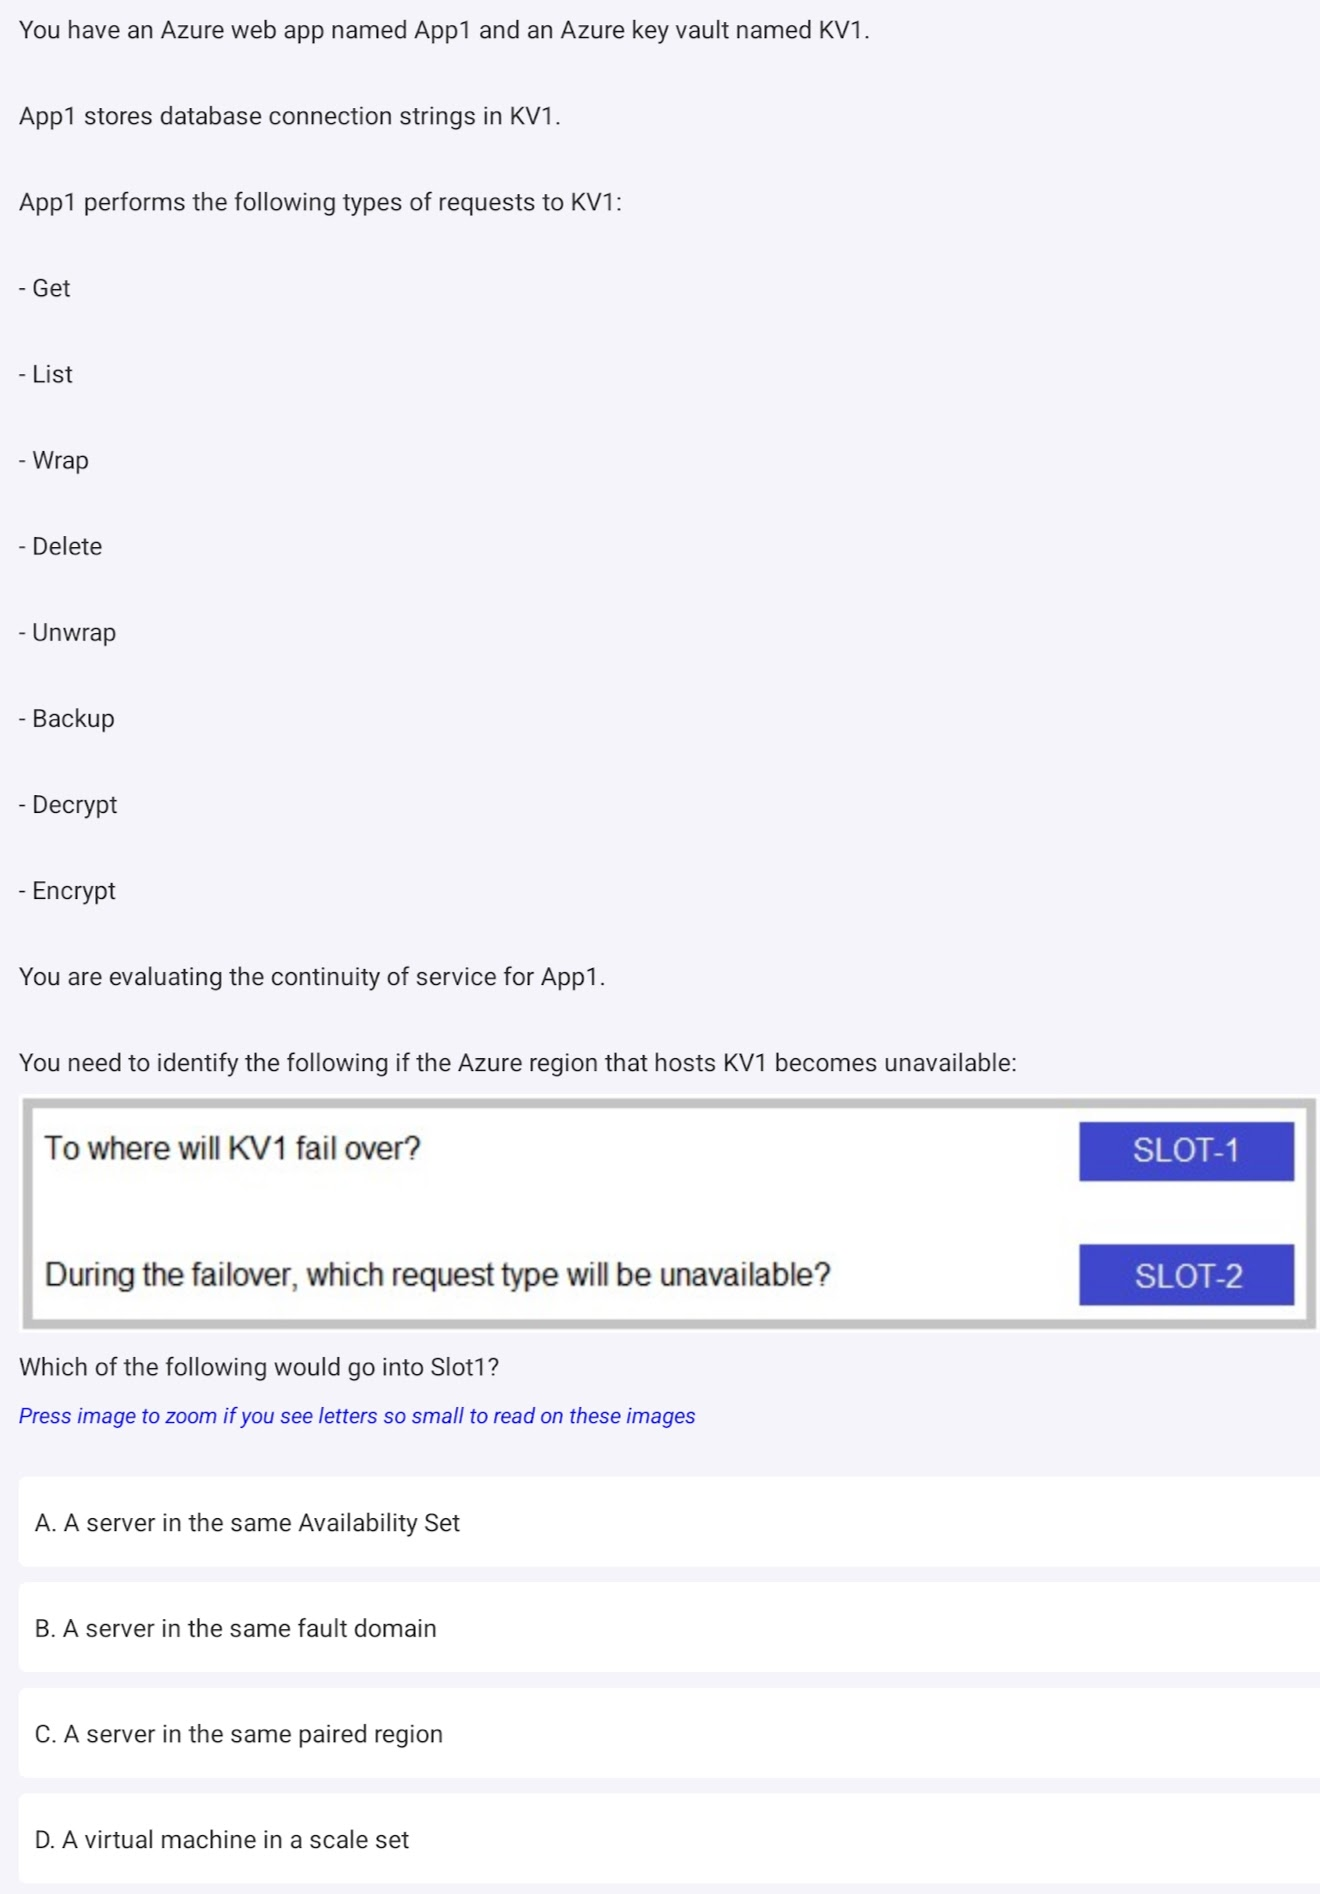 You have an Azure web app named App1 and an Azure key vault named KV1.
App1 stores database connection strings in KV1.
App1 performs the following types of requests to KV1:
- Get
- List
- Wrap
- Delete
- Unwrap
- Backup
- Decrypt
- Encrypt
You are evaluating the continuity of service for App1.
You need to identify the following if the Azure region that hosts KV1 becomes unavailable:
To where will KV1 fail over? SLOT-1
During the failover, which request type will be unavailable? SLOT-2
Which of the following would go into Slot1?
Press image to zoom if you see letters so small to read on these images
A. A server in the same Availability Set
B. A server in the same fault domain
C. A server in the same paired region
D. A virtual machine in a scale set